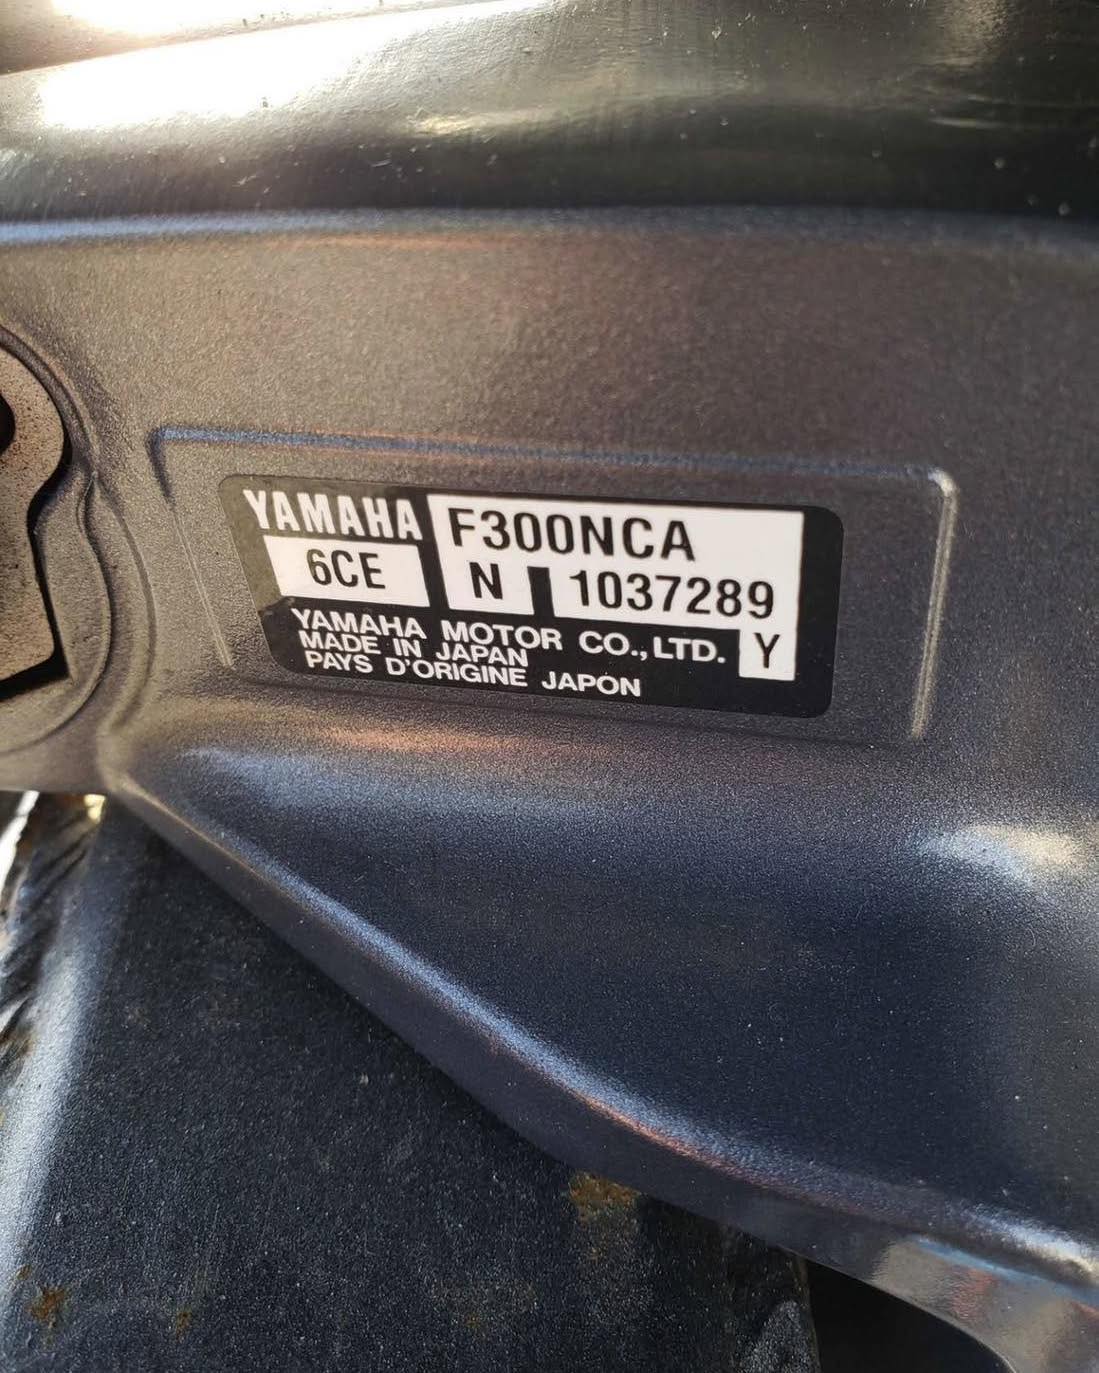 YAMAHA F300NCA
6CE N 1037289
YAMAHA MOTOR CO.,LTD. Y
MADE IN JAPAN
PAYS D'ORIGINE JAPON